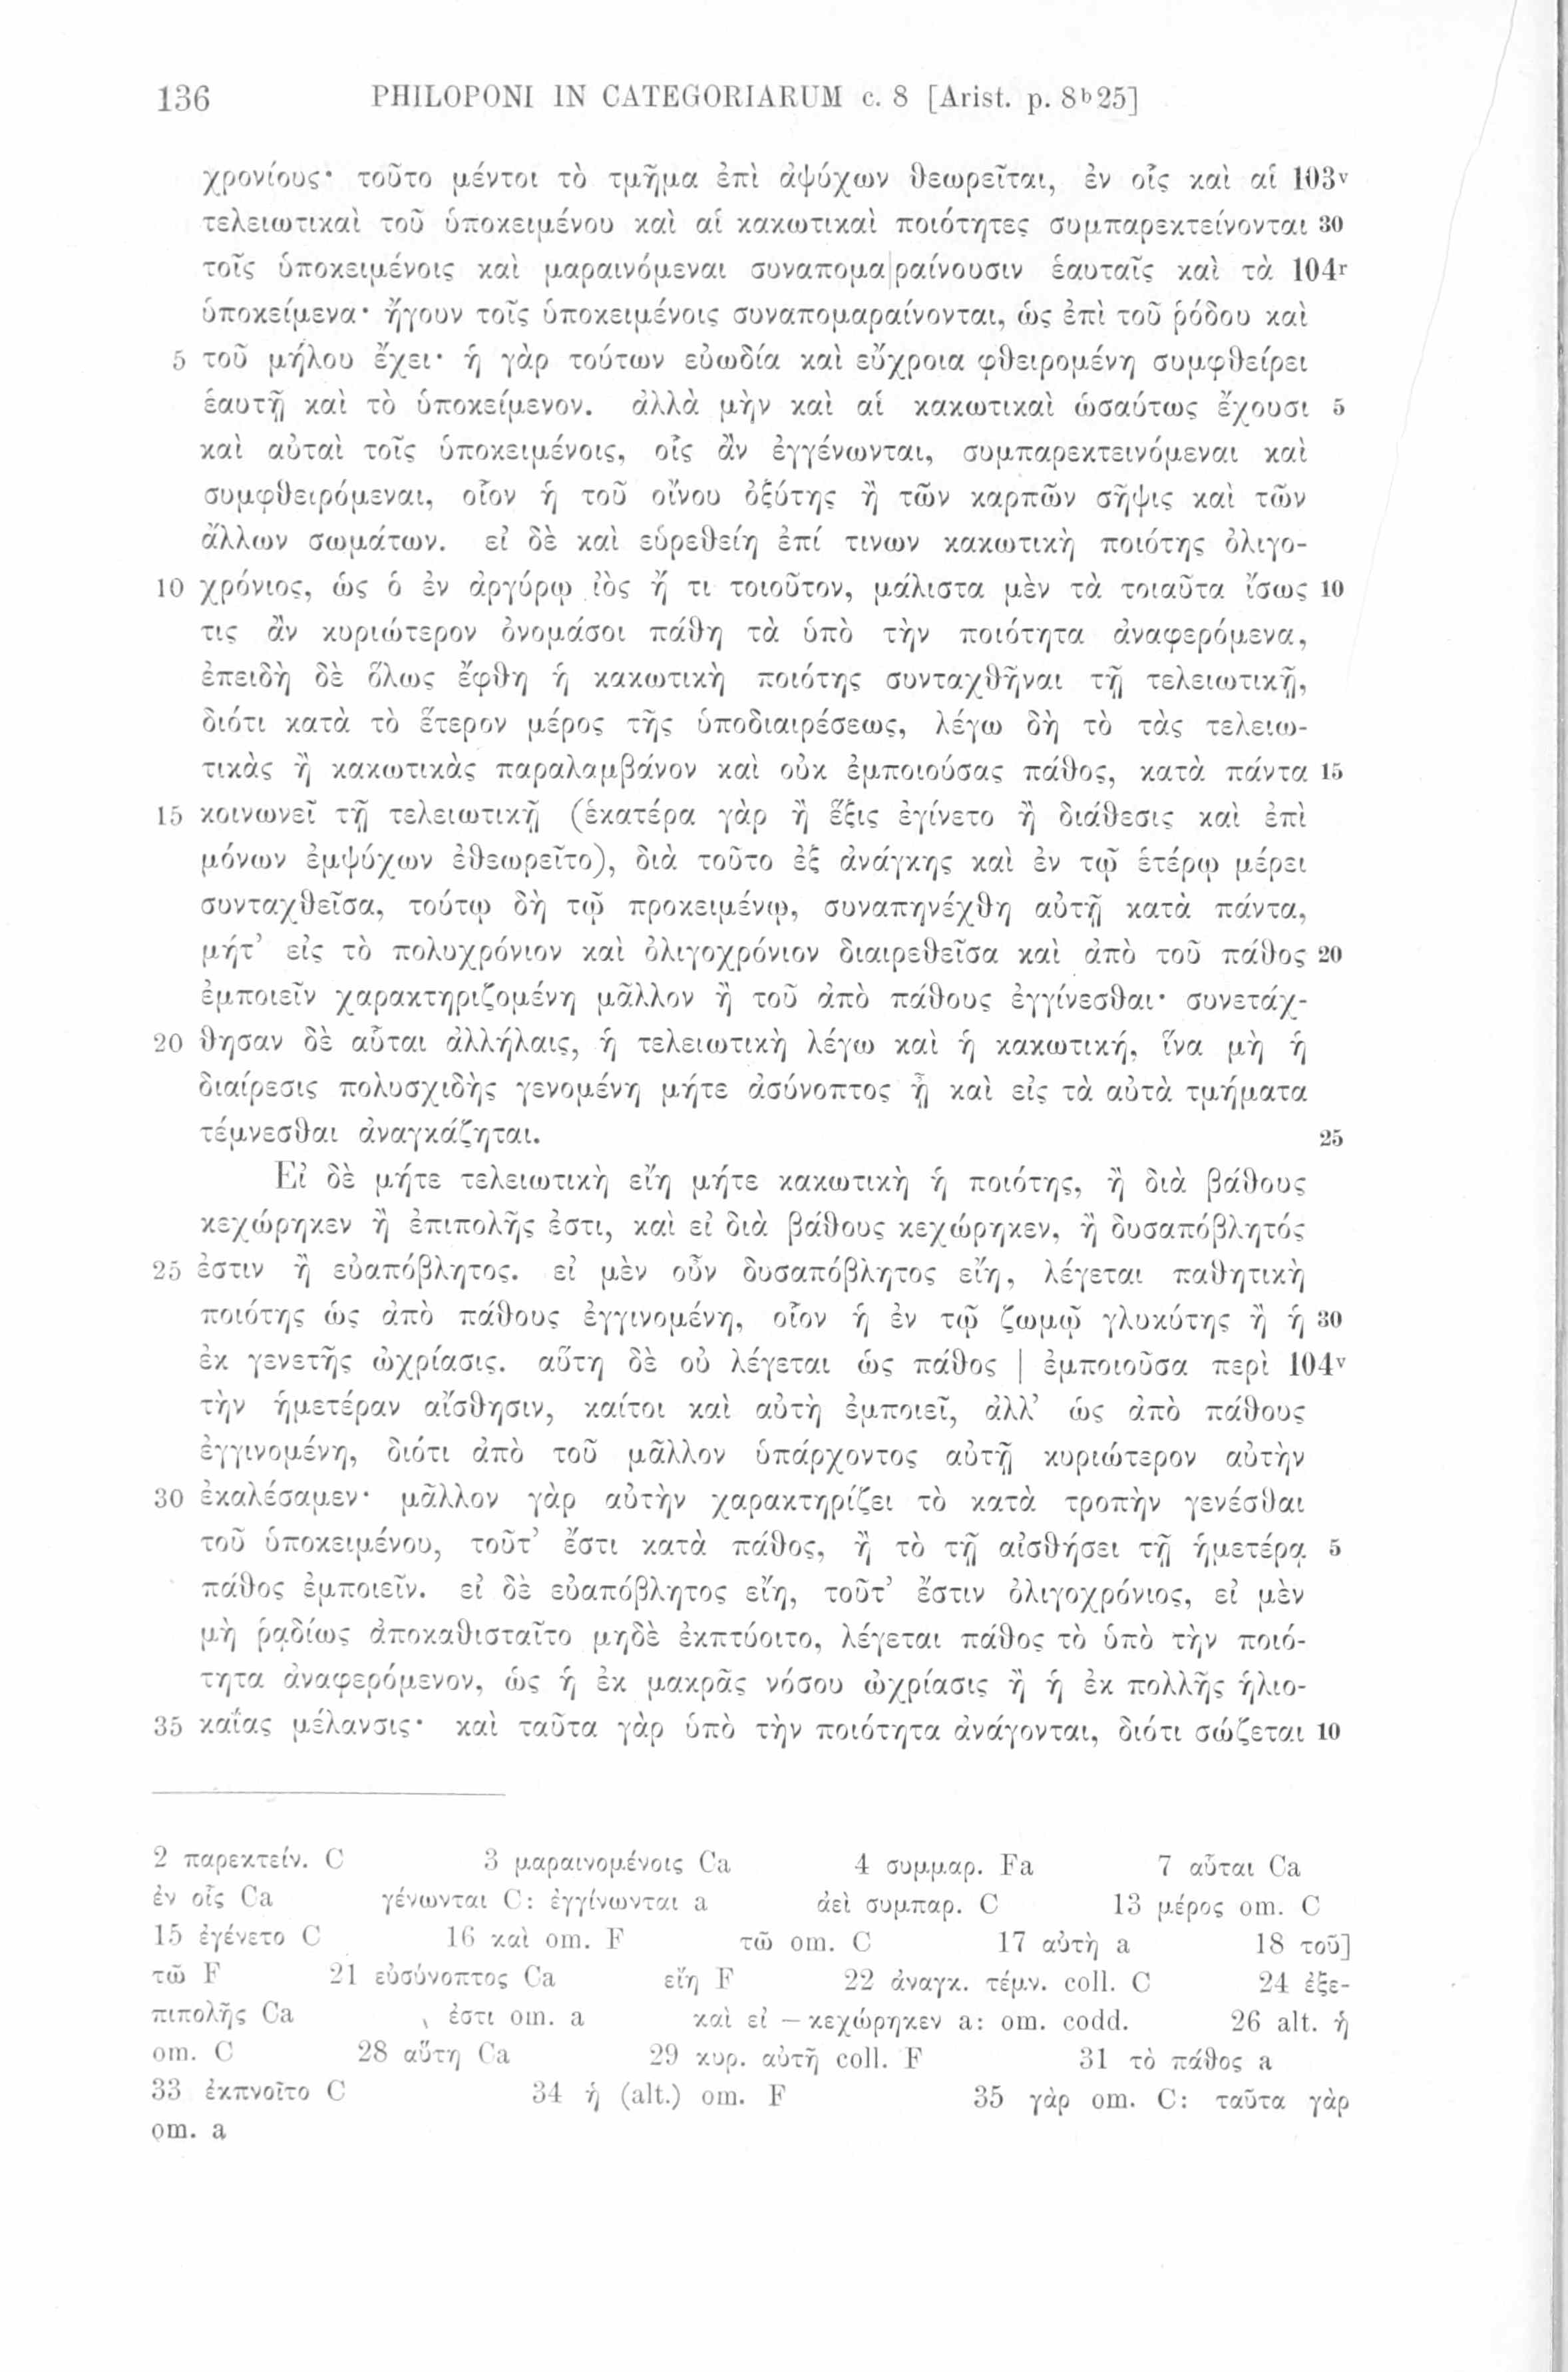 136 PHILOPONI IN CATEGORIARUM c. 8 [Arist. p. 8ᵇ25]
χρονίους· τοῦτο μέντοι τὸ τμῆμα ἐπὶ ἀψύχων θεωρεῖται, ἐν οἷς καὶ αἱ 103ᵛ
τελειωτικαὶ τοῦ ὑποκειμένου καὶ αἱ κακωτικαὶ ποιότητες συμπαρεκτείνονται 30
τοῖς ὑποκειμένοις καὶ μαραινόμεναι συναπομα|ραίνουσιν ἑαυταῖς καὶ τὰ 104ʳ
ὑποκείμενα· ἤγουν τοῖς ὑποκειμένοις συναπομαραίνονται, ὡς ἐπὶ τοῦ ῥόδου καὶ
5 τοῦ μήλου ἔχει· ἡ γὰρ τούτων εὐωδία καὶ εὔχροια φθειρομένη συμφθείρει
ἑαυτῇ καὶ τὸ ὑποκείμενον. ἀλλὰ μὴν καὶ αἱ κακωτικαὶ ὡσαύτως ἔχουσι 5
καὶ αὐταὶ τοῖς ὑποκειμένοις, οἷς ἂν ἐγγένωνται, συμπαρεκτεινόμεναι καὶ
συμφθειρόμεναι, οἷον ἡ τοῦ οἴνου ὀξύτης ἢ τῶν καρπῶν σῆψις καὶ τῶν
ἄλλων σωμάτων. εἰ δὲ καὶ εὑρεθείη ἐπί τινων κακωτικὴ ποιότης ὀλιγο-
10 χρόνιος, ὡς ὁ ἐν ἀργύρῳ ἰὸς ἤ τι τοιοῦτον, μάλιστα μὲν τὰ τοιαῦτα ἴσως 10
τις ἂν κυριώτερον ὀνομάσοι πάθη τὰ ὑπὸ τὴν ποιότητα ἀναφερόμενα,
ἐπειδὴ δὲ ὅλως ἔφθη ἡ κακωτικὴ ποιότης συνταχθῆναι τῇ τελειωτικῇ,
διότι κατὰ τὸ ἕτερον μέρος τῆς ὑποδιαιρέσεως, λέγω δὴ τὸ τὰς τελειω-
τικὰς ἢ κακωτικὰς παραλαμβάνον καὶ οὐκ ἐμποιούσας πάθος, κατὰ πάντα 15
15 κοινωνεῖ τῇ τελειωτικῇ (ἑκατέρα γὰρ ἢ ἕξις ἐγίνετο ἢ διάθεσις καὶ ἐπὶ
μόνων ἐμψύχων ἐθεωρεῖτο), διὰ τοῦτο ἐξ ἀνάγκης καὶ ἐν τῷ ἑτέρῳ μέρει
συνταχθεῖσα, τούτῳ δὴ τῷ προκειμένῳ, συναπηνέχθη αὐτῇ κατὰ πάντα,
μήτ’ εἰς τὸ πολυχρόνιον καὶ ὀλιγοχρόνιον διαιρεθεῖσα καὶ ἀπὸ τοῦ πάθος 20
ἐμποιεῖν χαρακτηριζομένη μᾶλλον ἢ τοῦ ἀπὸ πάθους ἐγγίνεσθαι· συνετάχ-
20 θησαν δὲ αὗται ἀλλήλαις, ἡ τελειωτικὴ λέγω καὶ ἡ κακωτική, ἵνα μὴ ἡ
διαίρεσις πολυσχιδὴς γενομένη μήτε ἀσύνοπτος ᾖ καὶ εἰς τὰ αὐτὰ τμήματα
τέμνεσθαι ἀναγκάζηται. 25
Εἰ δὲ μήτε τελειωτικὴ εἴη μήτε κακωτικὴ ἡ ποιότης, ἢ διὰ βάθους
κεχώρηκεν ἢ ἐπιπολῆς ἐστι, καὶ εἰ διὰ βάθους κεχώρηκεν, ἢ δυσαπόβλητός
25 ἐστιν ἢ εὐαπόβλητος. εἰ μὲν οὖν δυσαπόβλητος εἴη, λέγεται παθητικὴ
ποιότης ὡς ἀπὸ πάθους ἐγγινομένη, οἷον ἡ ἐν τῷ ζωμῷ γλυκύτης ἢ ἡ 30
ἐκ γενετῆς ὠχρίασις. αὕτη δὲ οὐ λέγεται ὡς πάθος | ἐμποιοῦσα περὶ 104ᵛ
τὴν ἡμετέραν αἴσθησιν, καίτοι καὶ αὐτὴ ἐμποιεῖ, ἀλλ’ ὡς ἀπὸ πάθους
ἐγγινομένη, διότι ἀπὸ τοῦ μᾶλλον ὑπάρχοντος αὐτῇ κυριώτερον αὐτὴν
30 ἐκαλέσαμεν· μᾶλλον γὰρ αὐτὴν χαρακτηρίζει τὸ κατὰ τροπὴν γενέσθαι
τοῦ ὑποκειμένου, τοῦτ’ ἔστι κατὰ πάθος, ἢ τὸ τῇ αἰσθήσει τῇ ἡμετέρᾳ 5
πάθος ἐμποιεῖν. εἰ δὲ εὐαπόβλητος εἴη, τοῦτ’ ἔστιν ὀλιγοχρόνιος, εἰ μὲν
μὴ ῥᾳδίως ἀποκαθισταῖτο μηδὲ ἐκπτύοιτο, λέγεται πάθος τὸ ὑπὸ τὴν ποιό-
τητα ἀναφερόμενον, ὡς ἡ ἐκ μακρᾶς νόσου ὠχρίασις ἢ ἡ ἐκ πολλῆς ἡλιο-
35 καΐας μέλανσις· καὶ ταῦτα γὰρ ὑπὸ τὴν ποιότητα ἀνάγονται, διότι σώζεται 10
2 παρεκτείν. C 3 μαραινομένοις Ca 4 συμμαρ. Fa 7 αὗται Ca
ἐν οἷς Ca γένωνται C: ἐγγίνωνται a ἀεὶ συμπαρ. C 13 μέρος om. C
15 ἐγένετο C 16 καὶ om. F τῶ om. C 17 αὐτὴ a 18 τοῦ]
τῶ F 21 εὐσύνοπτος Ca εἴη F 22 ἀναγκ. τέμν. coll. C 24 ἐξε-
πιπολῆς Ca ἐστι om. a καὶ εἰ — κεχώρηκεν a: om. codd. 26 alt. ἡ
om. C 28 αὕτη Ca 29 κυρ. αὐτῆ coll. F 31 τὸ πάθος a
33 ἐκπνοῖτο C 34 ἡ (alt.) om. F 35 γὰρ om. C: ταῦτα γὰρ
om. a